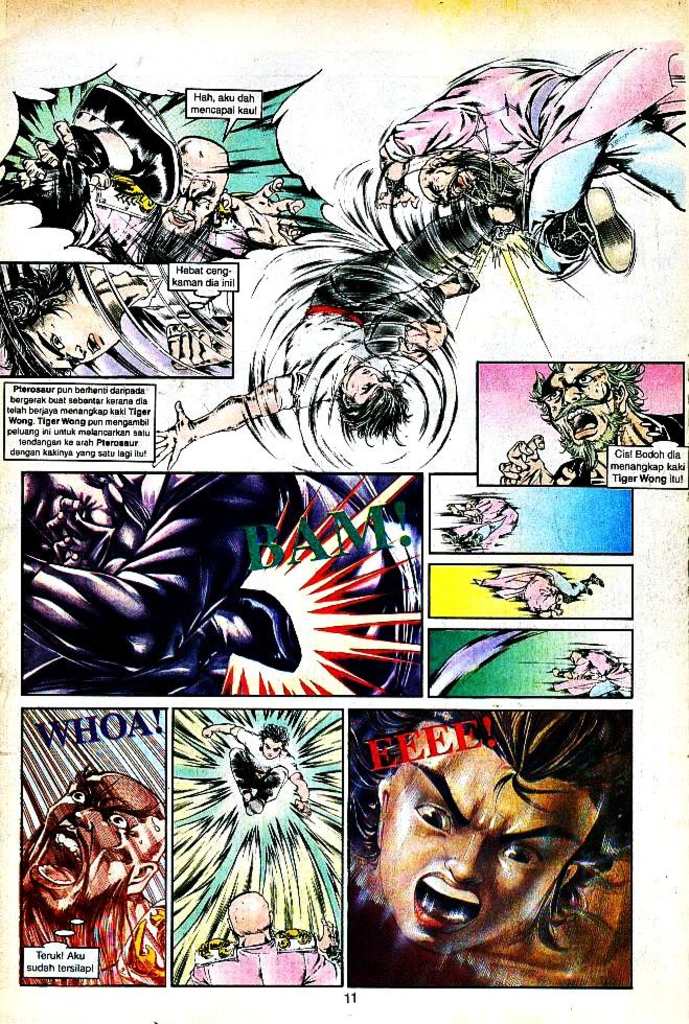 Hah, aku dah
mencapai kau!
Hebat ceng-
kaman dia ini!
Pterosaur pun berhenti daripada
bergerak buat sebentar kerana dia
telah berjaya menangkap kaki Tiger
Wong. Tiger Wong mengambil
peluang ini untuk melancarkan satu
tendangan ke arah Pterosaur
dengan kakinya yang satu lagi itu!
Cis! Bodoh dia
menangkap kaki
Tiger Wong itu!
BAM!
WHOA!
Teruk! Aku
sudah tersilap!
EEEE!
11